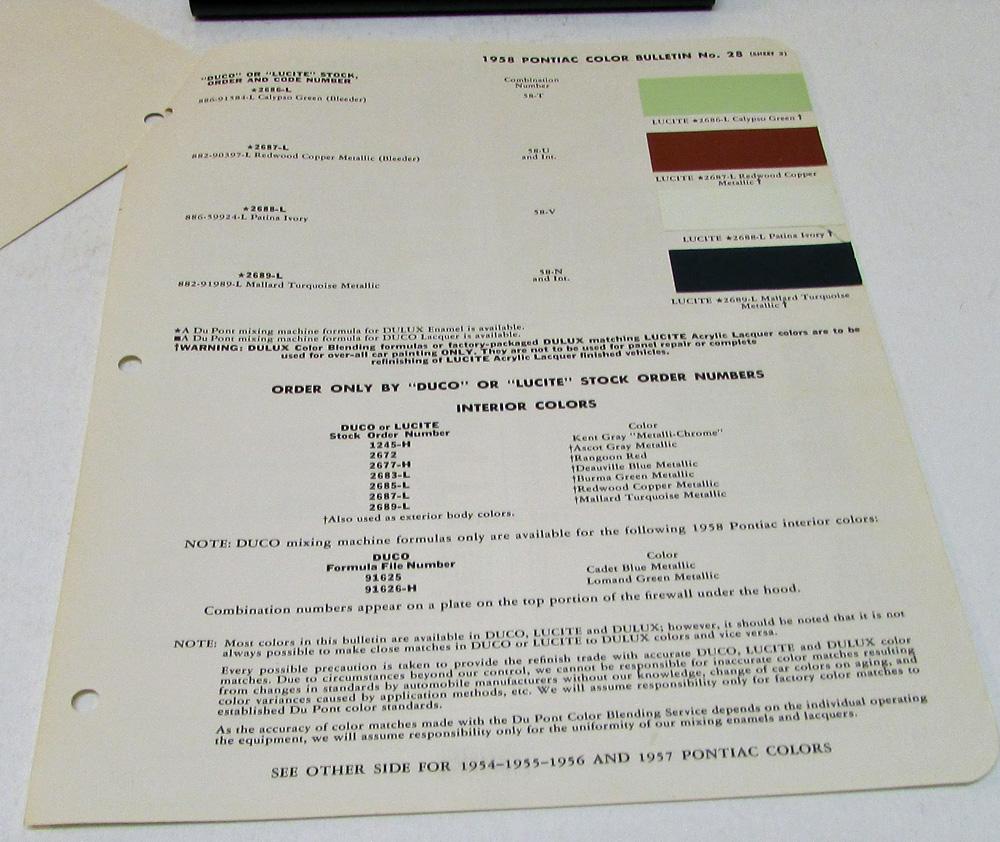 1958 PONTIAC COLOR BULLETIN No. 28 (SHEET 2)
"DUCO" OR "LUCITE" STOCK,
ORDER AND CODE NUMBER
Combination
Number
★2686-L
886-91584-L Calypso Green (Bleeder)
58-T
LUCITE ★2686-L Calypso Green †
★2687-L
882-90397-L Redwood Copper Metallic (Bleeder)
58-U
and Int.
LUCITE ★2687-L Redwood Copper
Metallic †
★2688-L
886-59924-L Patina Ivory
58-V
LUCITE ★2688-L Patina Ivory †
★2689-L
882-91989-L Mallard Turquoise Metallic
58-N
and Int.
LUCITE ★2689-L Mallard Turquoise
Metallic †
★A Du Pont mixing machine formula for DULUX Enamel is available.
■A Du Pont mixing machine formula for DUCO Lacquer is available.
†WARNING: DULUX Color Blending formulas or factory-packaged DULUX matching LUCITE Acrylic Lacquer colors are to be
used for over-all car painting ONLY. They are not to be used for panel repair or complete
refinishing of LUCITE Acrylic Lacquer finished vehicles.
ORDER ONLY BY "DUCO" OR "LUCITE" STOCK ORDER NUMBERS
INTERIOR COLORS
DUCO or LUCITE
Stock Order Number
Color
1245-H
Kent Gray "Metalli-Chrome"
2672
†Ascot Gray Metallic
2677-H
†Rangoon Red
2683-L
†Deauville Blue Metallic
2685-L
†Burma Green Metallic
2687-L
†Redwood Copper Metallic
2689-L
†Mallard Turquoise Metallic
†Also used as exterior body colors.
NOTE: DUCO mixing machine formulas only are available for the following 1958 Pontiac interior colors:
DUCO
Formula File Number
Color
91625
Cadet Blue Metallic
91626-H
Lomand Green Metallic
Combination numbers appear on a plate on the top portion of the firewall under the hood.
NOTE: Most colors in this bulletin are available in DUCO, LUCITE and DULUX; however, it should be noted that it is not
always possible to make close matches in DUCO or LUCITE to DULUX colors and vice versa.
Every possible precaution is taken to provide the refinish trade with accurate DUCO, LUCITE and DULUX color
matches. Due to circumstances beyond our control, we cannot be responsible for inaccurate color matches resulting
from changes in standards by automobile manufacturers without our knowledge, change of car colors on aging, and
color variances caused by application methods, etc. We will assume responsibility only for factory color matches to
established Du Pont color standards.
As the accuracy of color matches made with the Du Pont Color Blending Service depends on the individual operating
the equipment, we will assume responsibility only for the uniformity of our mixing enamels and lacquers.
SEE OTHER SIDE FOR 1954-1955-1956 AND 1957 PONTIAC COLORS